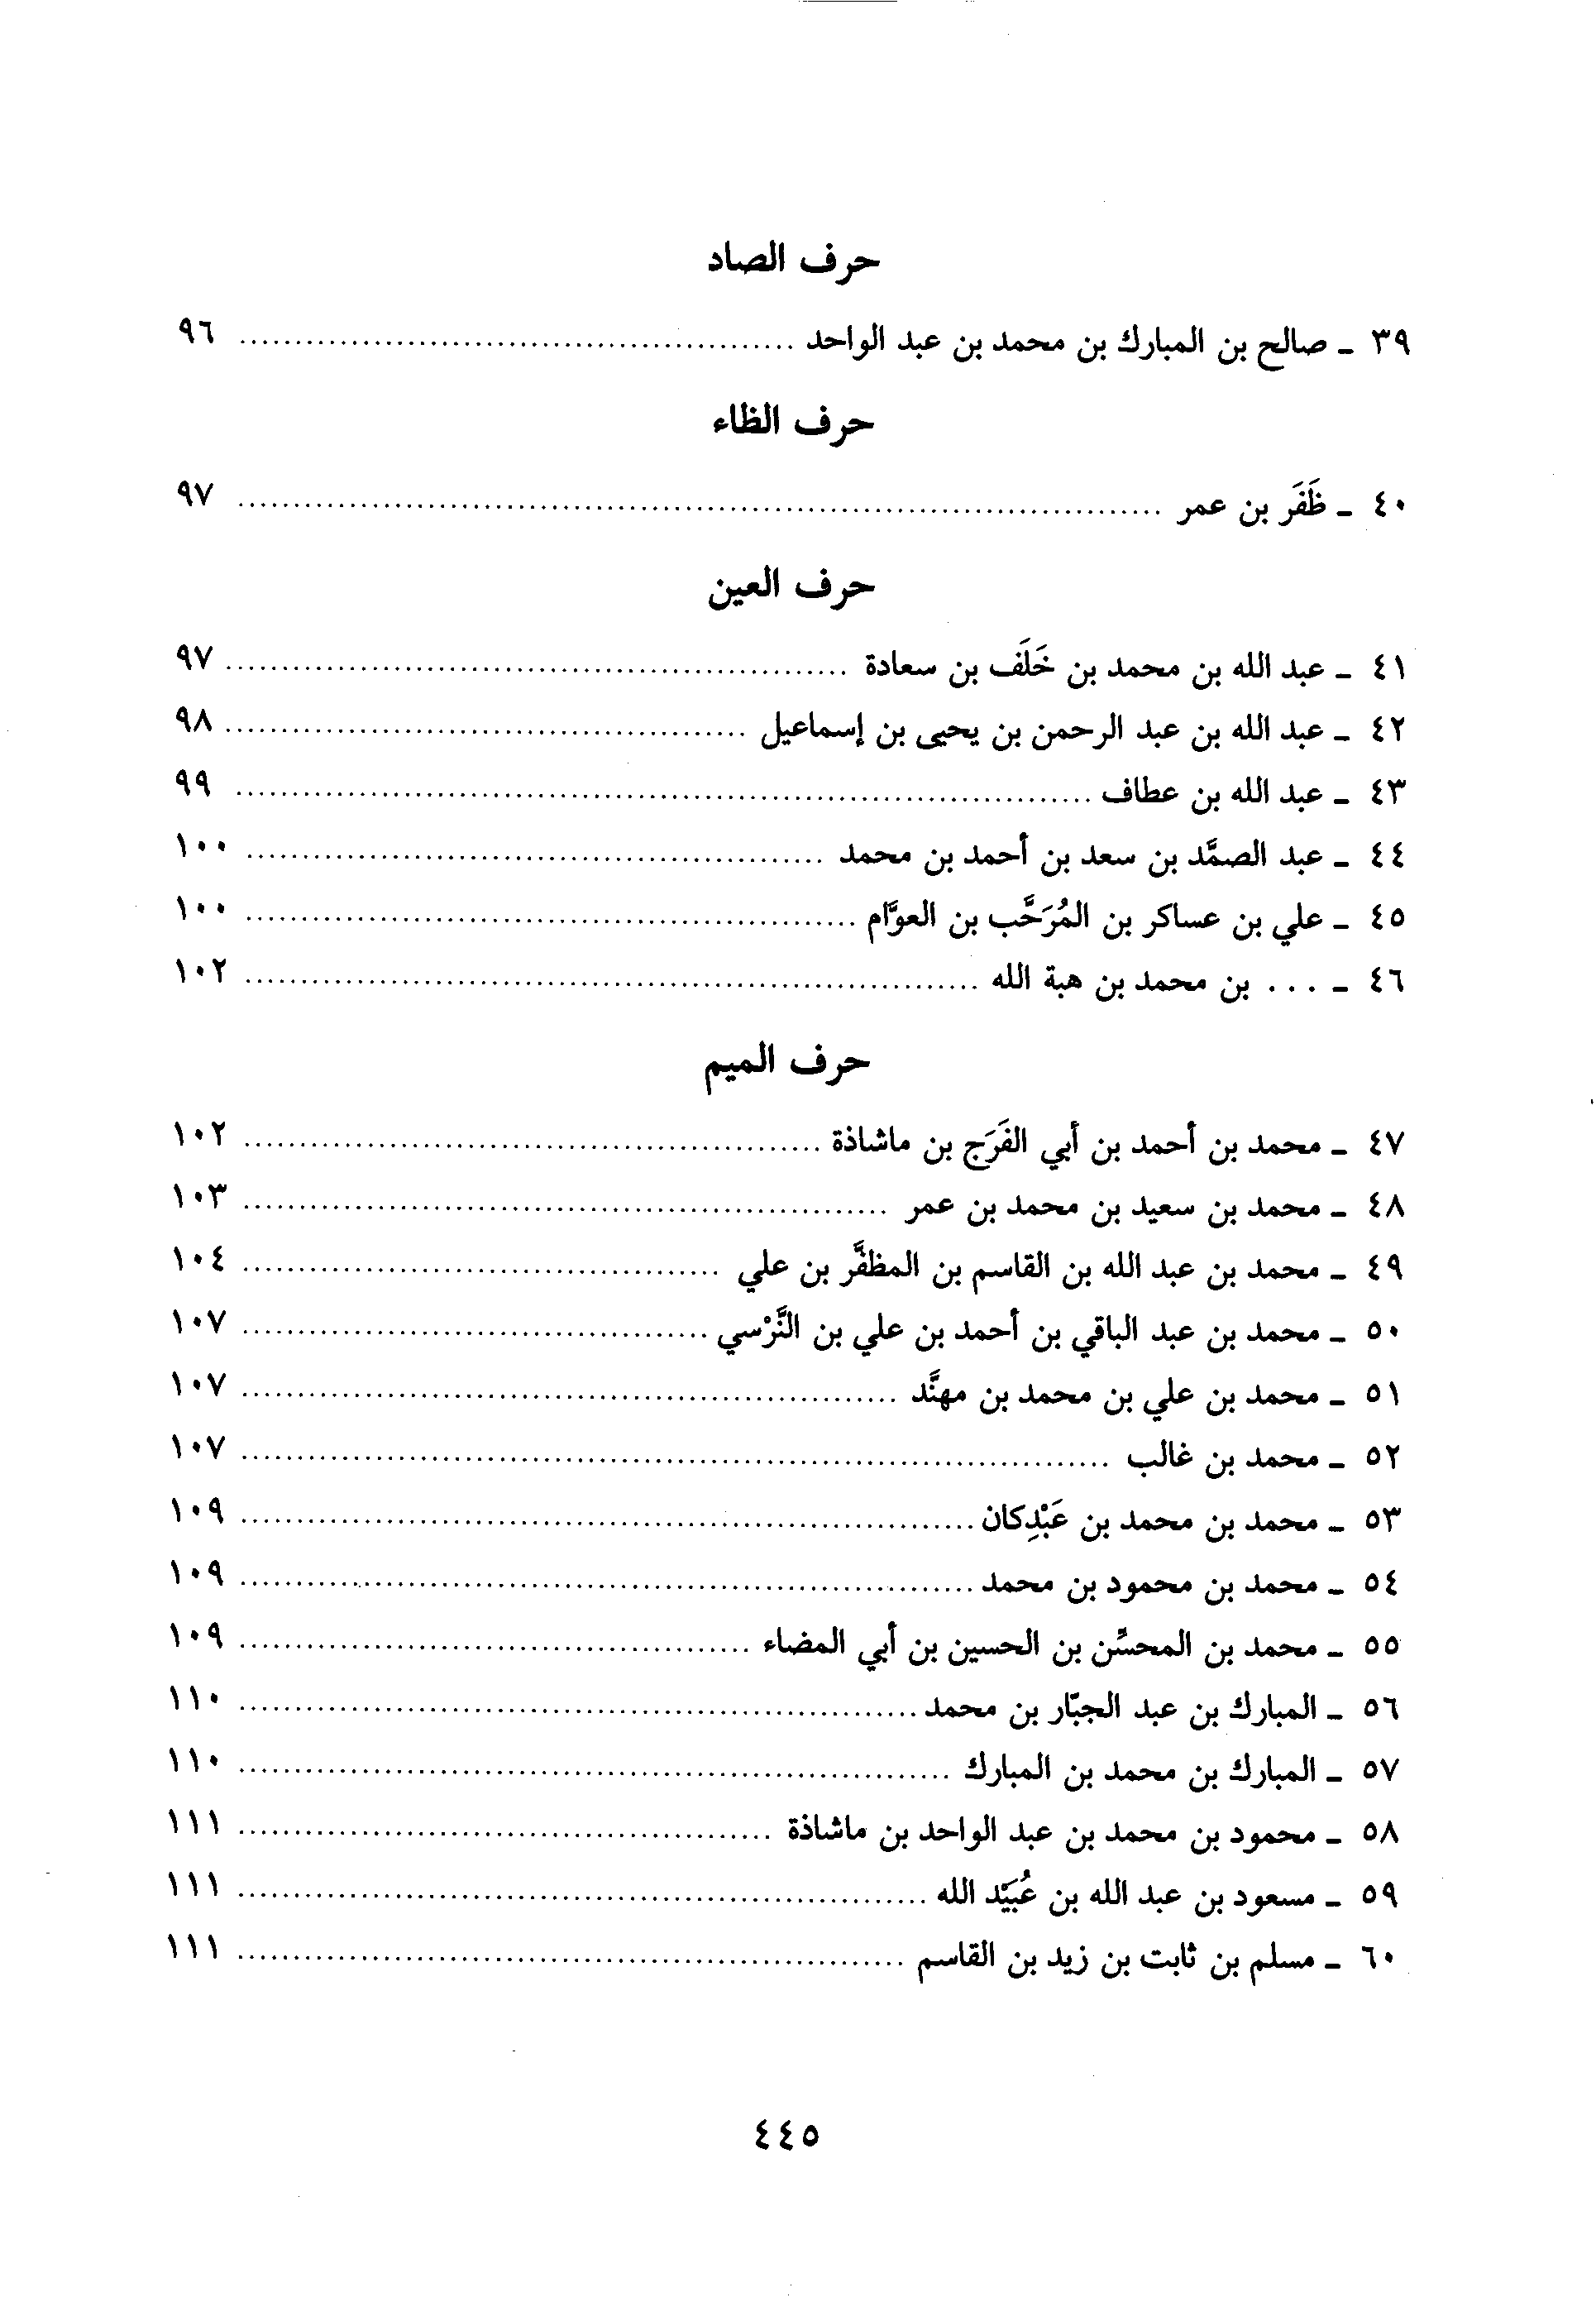 حرف الصاد
٣٩ ـ صالح بن المبارك بن محمد بن عبد الواحد ........ ٩٦
حرف الظاء
٤٠ ـ ظَفَر بن عمر ........ ٩٧
حرف العين
٤١ ـ عبد الله بن محمد بن خَلَف بن سعادة ........ ٩٧
٤٢ ـ عبد الله بن عبد الرحمن بن يحيى بن إسماعيل ........ ٩٨
٤٣ ـ عبد الله بن عطاف ........ ٩٩
٤٤ ـ عبد الصمَّد بن سعد بن أحمد بن محمد ........ ١٠٠
٤٥ ـ علي بن عساكر بن المُرَحَّب بن العوَّام ........ ١٠٠
٤٦ ـ ... بن محمد بن هبة الله ........ ١٠٢
حرف الميم
٤٧ ـ محمد بن أحمد بن أبي الفَرَج بن ماشاذة ........ ١٠٢
٤٨ ـ محمد بن سعيد بن محمد بن عمر ........ ١٠٣
٤٩ ـ محمد بن عبد الله بن القاسم بن المظفَّر بن علي ........ ١٠٤
٥٠ ـ محمد بن عبد الباقي بن أحمد بن علي بن النَّرْسي ........ ١٠٧
٥١ ـ محمد بن علي بن محمد بن مهنَّد ........ ١٠٧
٥٢ ـ محمد بن غالب ........ ١٠٧
٥٣ ـ محمد بن محمد بن عَبْدِكان ........ ١٠٩
٥٤ ـ محمد بن محمود بن محمد ........ ١٠٩
٥٥ ـ محمد بن المحسِّن بن الحسين بن أبي المضاء ........ ١٠٩
٥٦ ـ المبارك بن عبد الجبّار بن محمد ........ ١١٠
٥٧ ـ المبارك بن محمد بن المبارك ........ ١١٠
٥٨ ـ محمود بن محمد بن عبد الواحد بن ماشاذة ........ ١١١
٥٩ ـ مسعود بن عبد الله بن عُبَيْد الله ........ ١١١
٦٠ ـ مسلم بن ثابت بن زيد بن القاسم ........ ١١١
٤٤٥